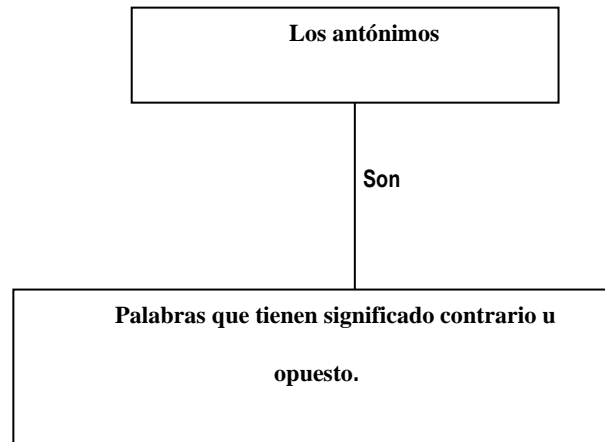 Los antónimos
Son
Palabras que tienen significado contrario u
opuesto.